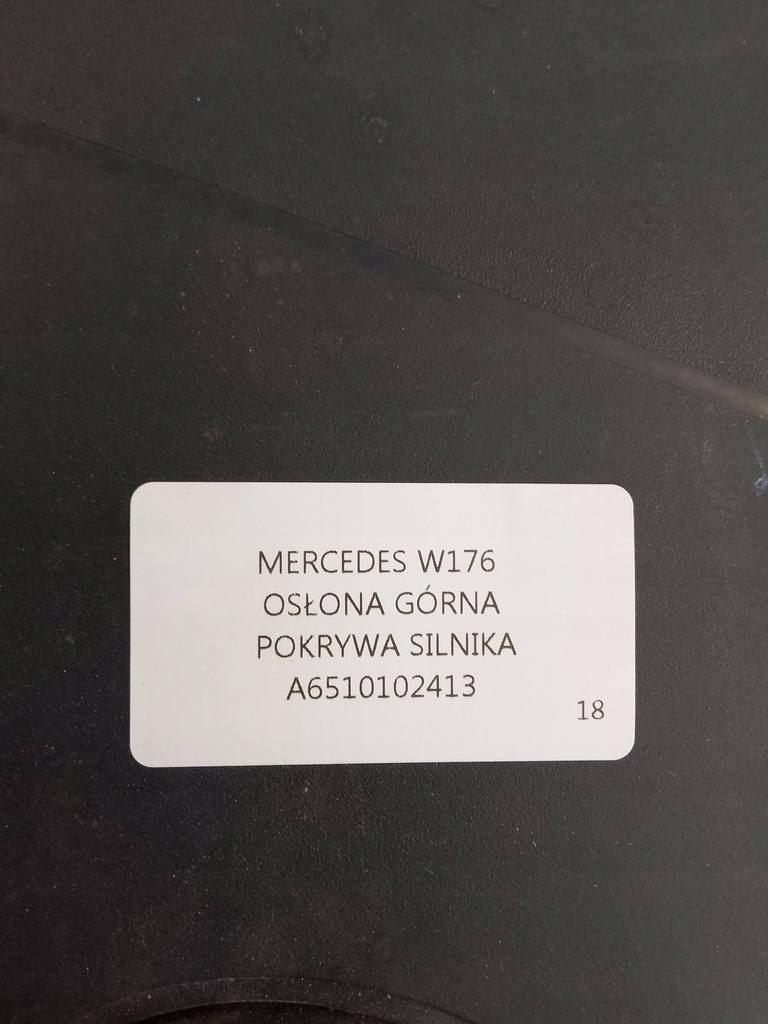 MERCEDES W176
OSŁONA GÓRNA
POKRYWA SILNIKA
A6510102413
18